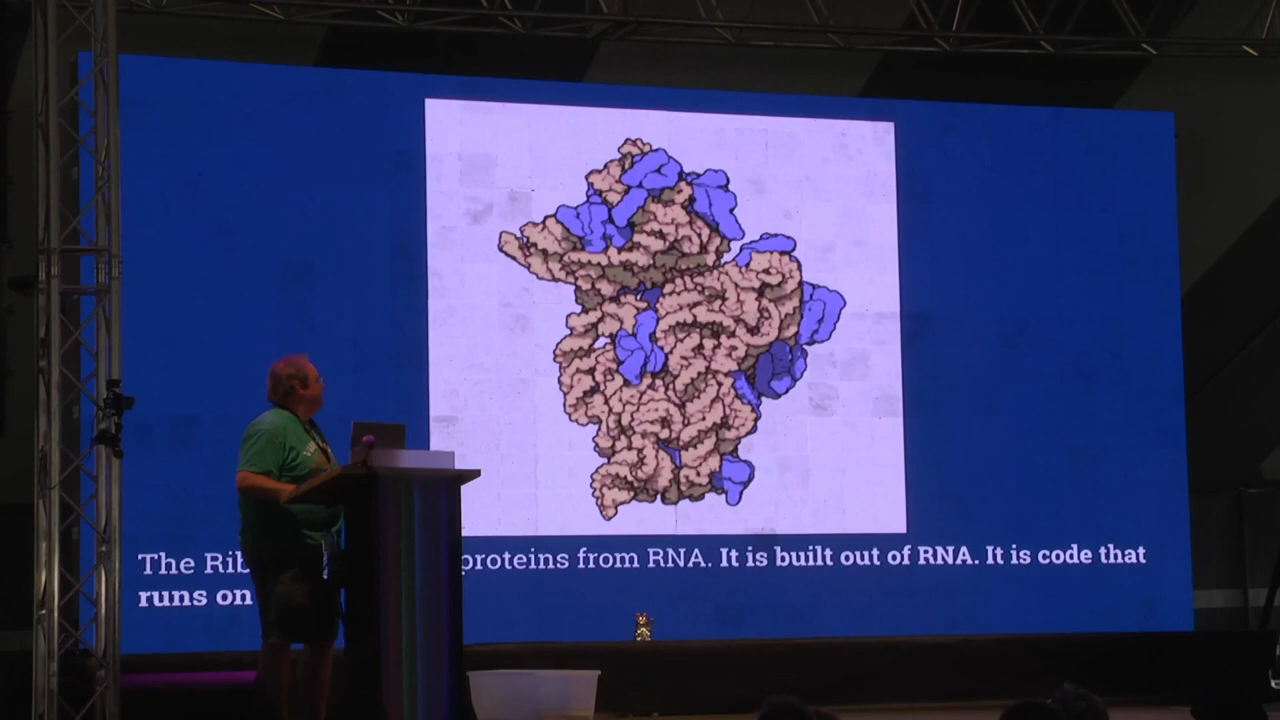 The Rib proteins from RNA. It is built out of RNA. It is code that
runs on